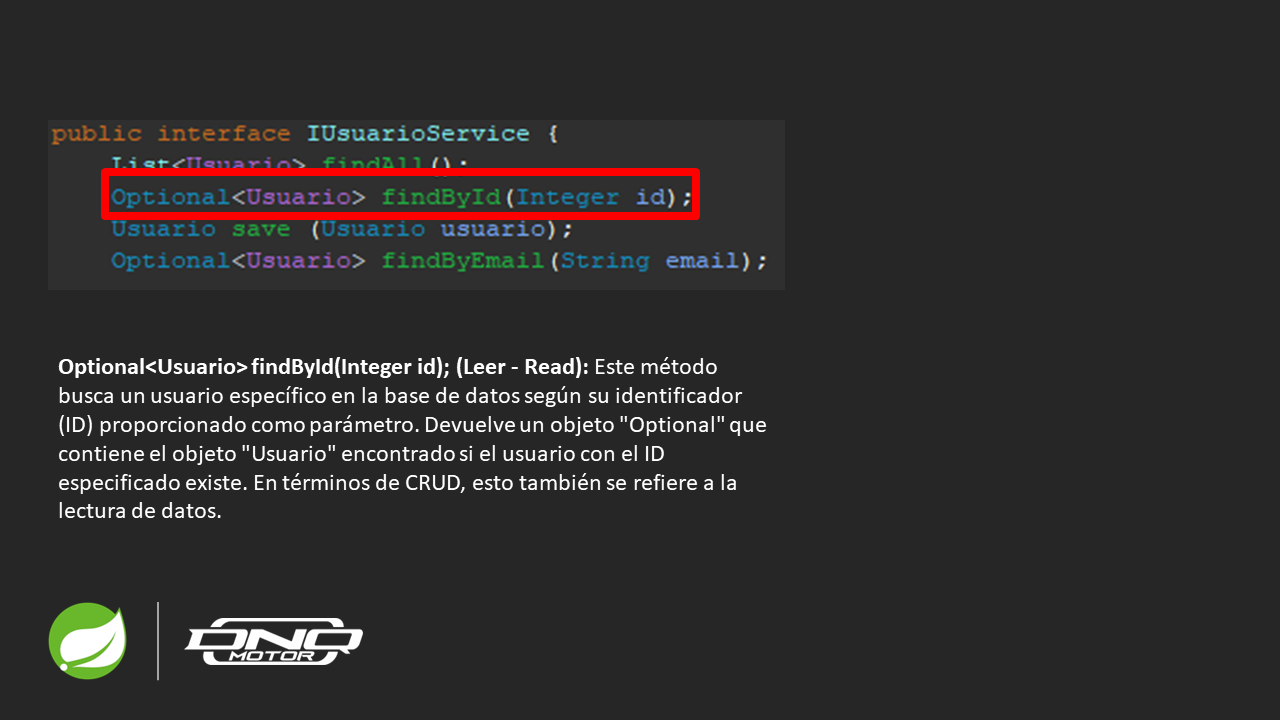 public interface IUsuarioService {
List<Usuario> findAll();
Optional<Usuario> findById(Integer id);
Usuario save (Usuario usuario);
Optional<Usuario> findByEmail(String email);
Optional<Usuario> findById(Integer id); (Leer - Read): Este método
busca un usuario específico en la base de datos según su identificador
(ID) proporcionado como parámetro. Devuelve un objeto "Optional" que
contiene el objeto "Usuario" encontrado si el usuario con el ID
especificado existe. En términos de CRUD, esto también se refiere a la
lectura de datos.
DNQ
MOTOR